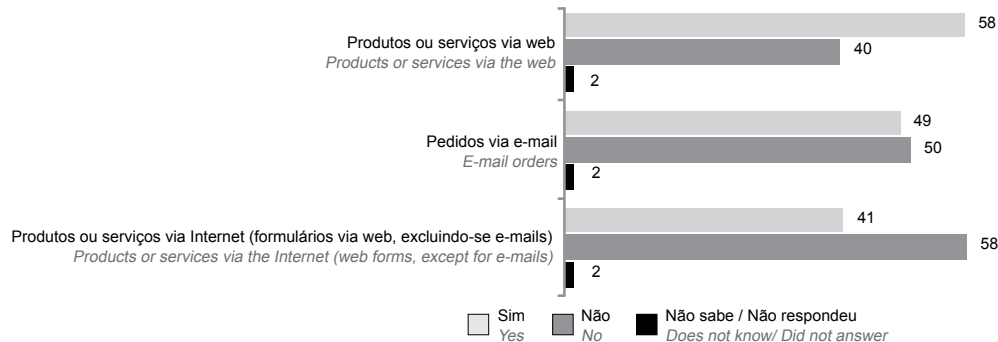 58
Produtos ou serviços via web
Products or services via the web
40
2
49
Pedidos via e-mail
E-mail orders
50
2
41
Produtos ou serviços via Internet (formulários via web, excluindo-se e-mails)
Products or services via the Internet (web forms, except for e-mails)
58
2
Sim
Yes
Não
No
Não sabe / Não respondeu
Does not know/ Did not answer